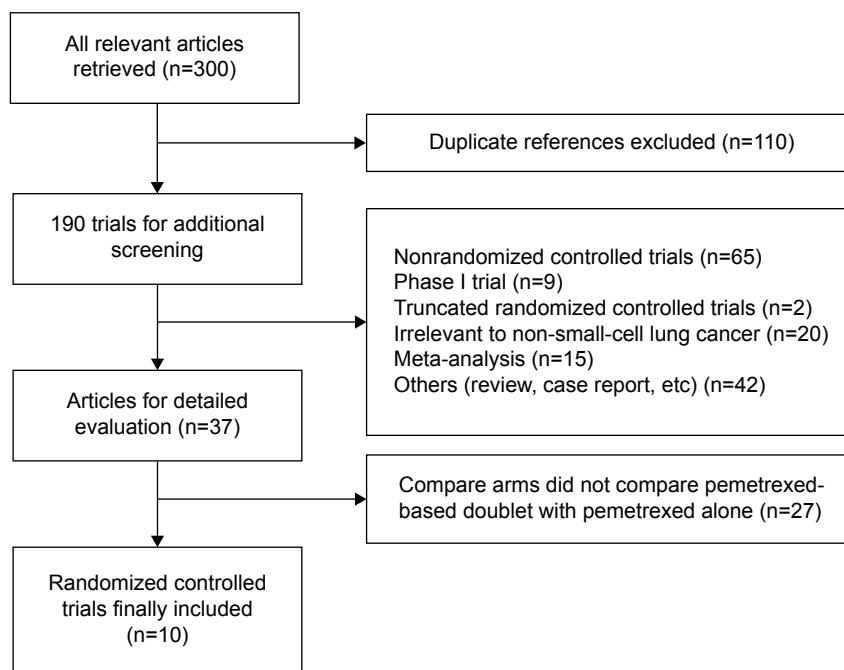 All relevant articles
retrieved (n=300)
Duplicate references excluded (n=110)
190 trials for additional
screening
Nonrandomized controlled trials (n=65)
Phase I trial (n=9)
Truncated randomized controlled trials (n=2)
Irrelevant to non-small-cell lung cancer (n=20)
Meta-analysis (n=15)
Others (review, case report, etc) (n=42)
Articles for detailed
evaluation (n=37)
Compare arms did not compare pemetrexed-
based doublet with pemetrexed alone (n=27)
Randomized controlled
trials finally included
(n=10)